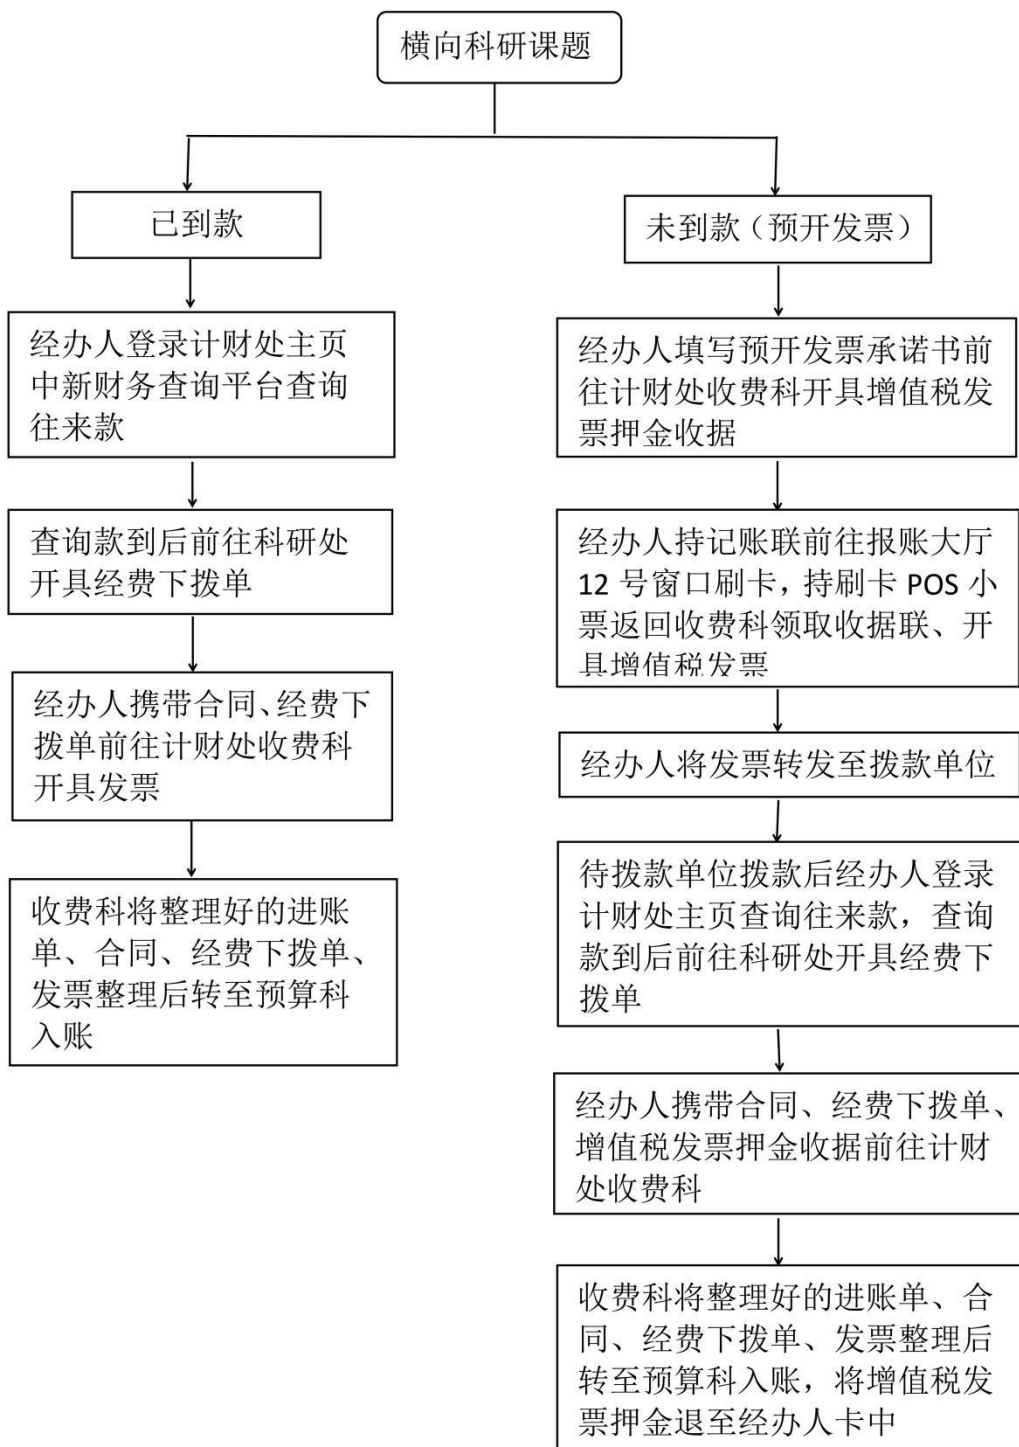 横向科研课题
已到款
经办人登录计财处主页
中新财务查询平台查询
往来款
查询款到后前往科研处
开具经费下拨单
经办人携带合同、经费下
拨单前往计财处收费科
开具发票
收费科将整理好的进账
单、合同、经费下拨单、
发票整理后转至预算科
入账
未到款（预开发票）
经办人填写预开发票承诺书前
往计财处收费科开具增值税发
票押金收据
经办人持记账联前往报账大厅
12 号窗口刷卡，持刷卡 POS 小
票返回收费科领取收据联、开
具增值税发票
经办人将发票转发至拨款单位
待拨款单位拨款后经办人登录
计财处主页查询往来款，查询
款到后前往科研处开具经费下
拨单
经办人携带合同、经费下拨单、
增值税发票押金收据前往计财
处收费科
收费科将整理好的进账单、合
同、经费下拨单、发票整理后
转至预算科入账，将增值税发
票押金退至经办人卡中